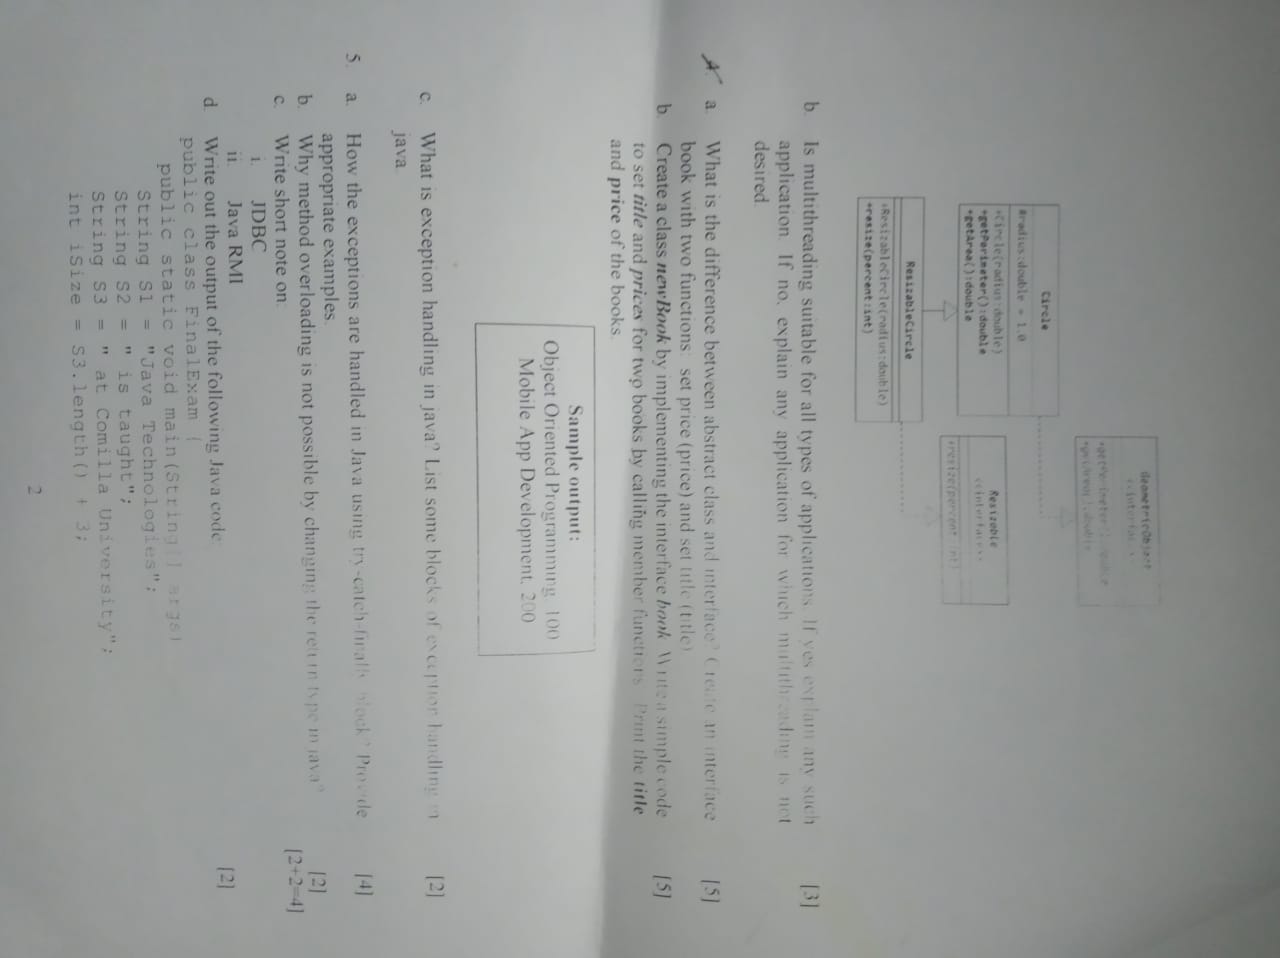 GeometricObject
<<interface>>
Circle
#radius:double = 1.0
+Circle(radius:double)
+getPerimeter():double
+getArea():double
+getPerimeter():double
+getArea():double
ResizableCircle
+ResizableCircle(radius:double)
+resize(percent:int)
Resizable
<<interface>>
+resize(percent:int)
b. Is multithreading suitable for all types of applications. If yes explain any such [3]
application. If no, explain any application for which multithreading is not
desired
a. What is the difference between abstract class and interface? Create an interface [5]
book with two functions: set price (price) and set title (title)
b. Create a class newBook by implementing the interface book. Write a simple code [5]
to set title and prices for two books by calling member functions. Print the title
and price of the books.
Sample output:
Object Oriented Programming, 100
Mobile App Development, 200
c. What is exception handling in java? List some blocks of exception handling in [2]
java.
5. a. How the exceptions are handled in Java using try-catch-finally block? Provide [4]
appropriate examples.
b. Why method overloading is not possible by changing the return type in java? [2]
c. Write short note on [2+2=4]
i. JDBC
ii. Java RMI
d. Write out the output of the following Java code: [2]
public class FinalExam {
public static void main(String[] args)
String S1 = "Java Technologies";
String S2 = " is taught";
String S3 = " at Comilla University";
int iSize = S3.length() + 3;
2